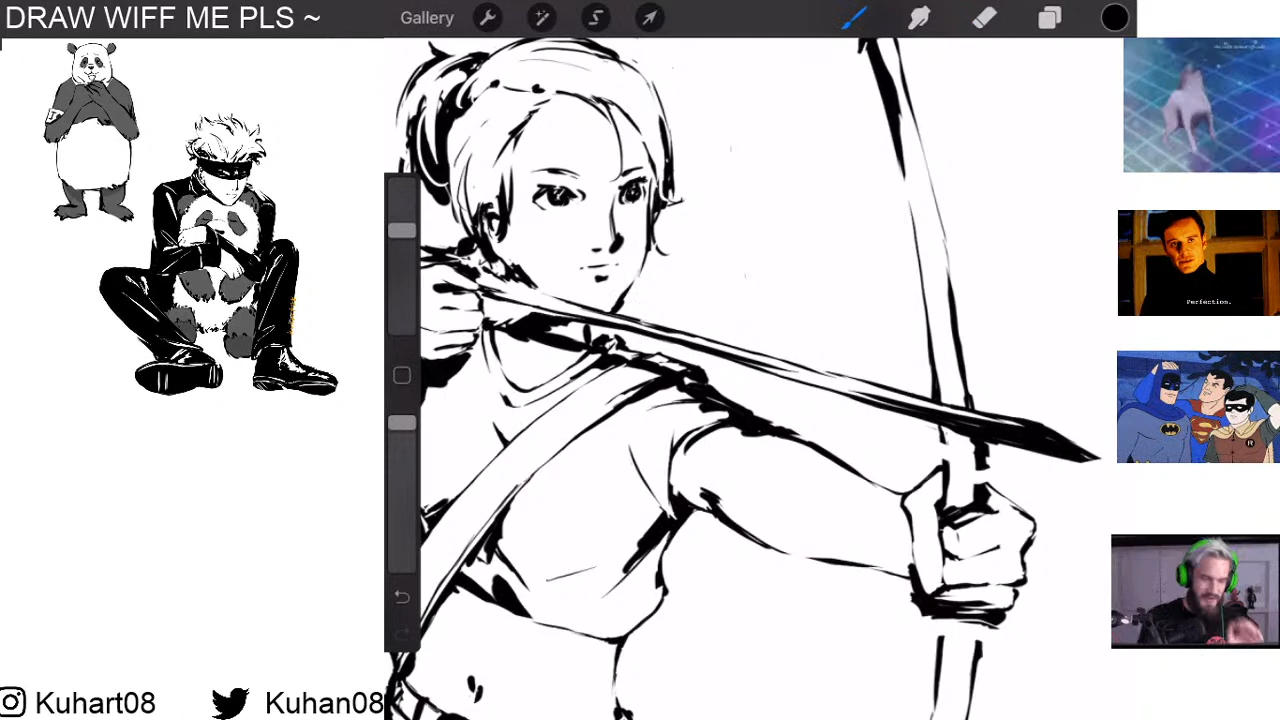 DRAW WIFF ME PLS ~
Gallery
Perfection.
R
Kuhart08
Kuhan08